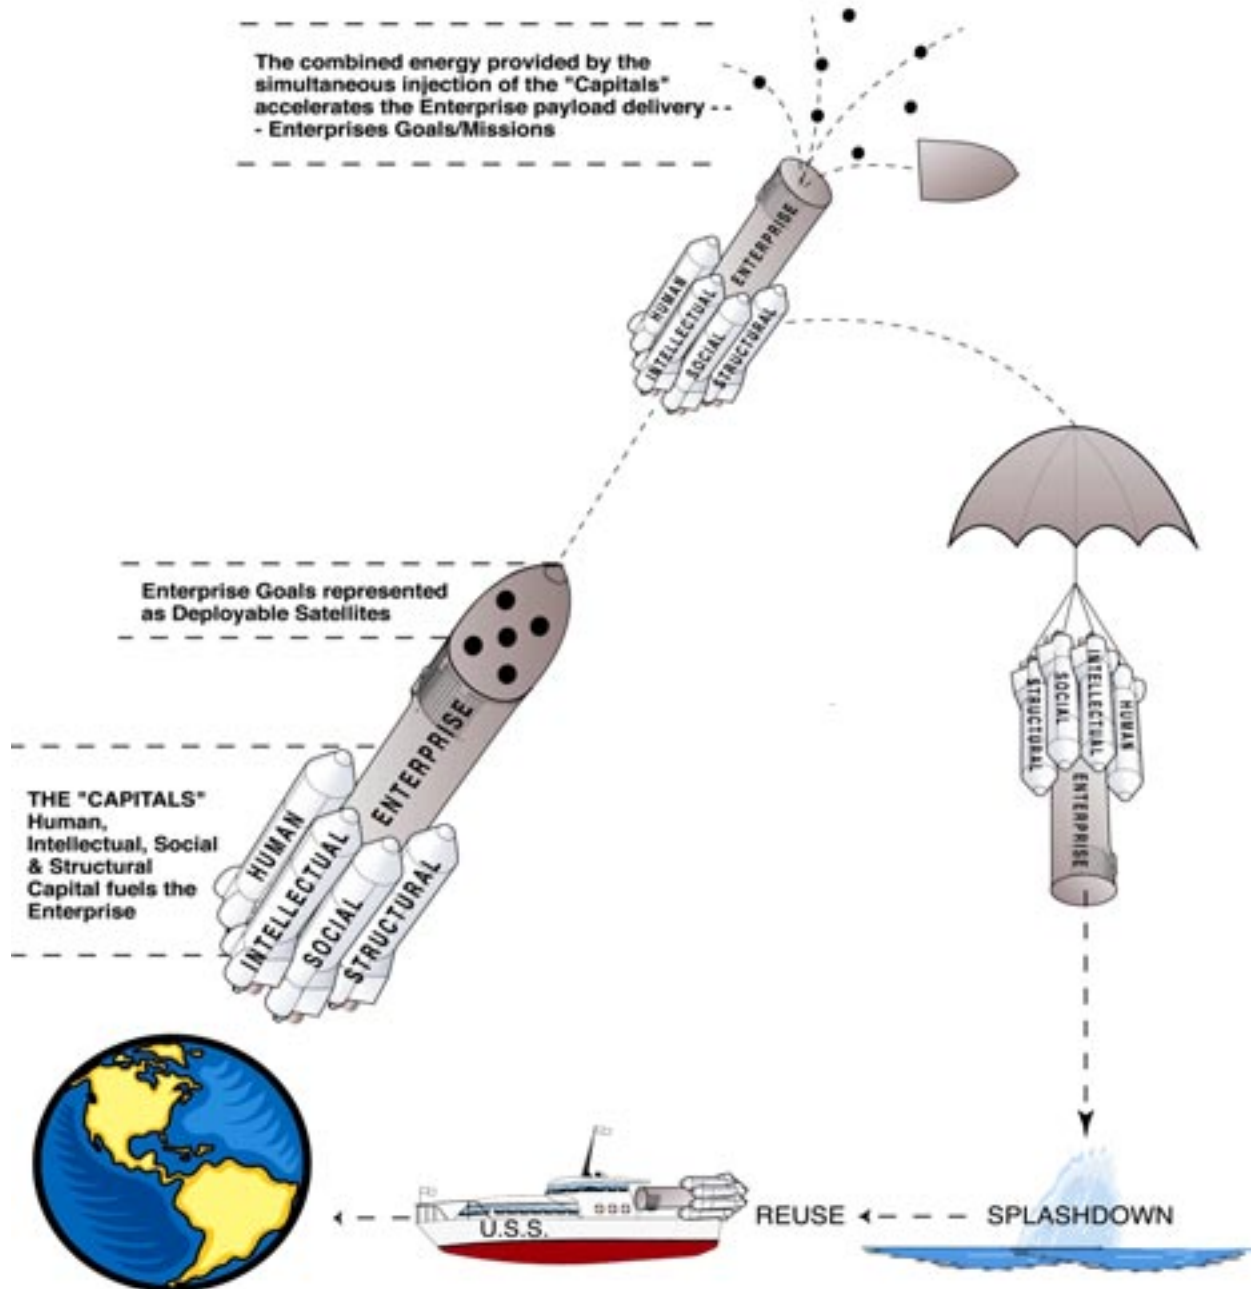 The combined energy provided by the
simultaneous injection of the "Capitals"
accelerates the Enterprise payload delivery --
- Enterprises Goals/Missions
ENTERPRISE
HUMAN
INTELLECTUAL
SOCIAL
STRUCTURAL
Enterprise Goals represented
as Deployable Satellites
ENTERPRISE
HUMAN
INTELLECTUAL
SOCIAL
STRUCTURAL
THE "CAPITALS"
Human,
Intellectual, Social
& Structural
Capital fuels the
Enterprise
STRUCTURAL
SOCIAL
INTELLECTUAL
HUMAN
ENTERPRISE
U.S.S.
REUSE
SPLASHDOWN